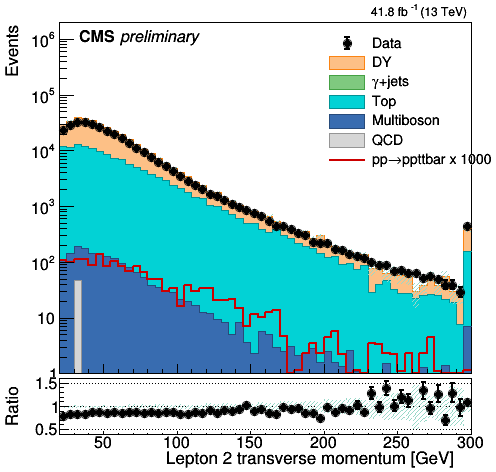 41.8 fb⁻¹ (13 TeV)
CMS preliminary
Events
10⁶
10⁵
10⁴
10³
10²
10
1
Data
DY
γ+jets
Top
Multiboson
QCD
pp→ppttbar x 1000
Ratio
1.5
1
0.5
50 100 150 200 250 300
Lepton 2 transverse momentum [GeV]